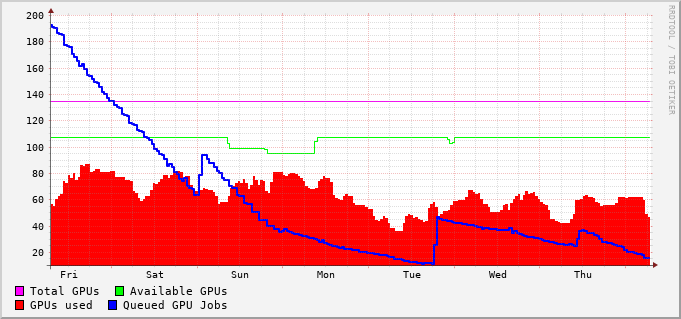 200
180
160
140
120
100
80
60
40
20
Fri Sat Sun Mon Tue Wed Thu
Total GPUs Available GPUs
GPUs used Queued GPU Jobs
RRDTOOL / TOBI OETIKER